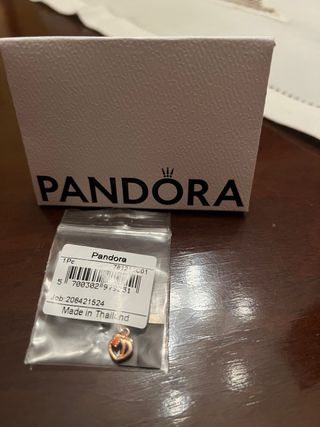 PANDORA
Pandora
1Pc
Job:206421524
Made in Thailand